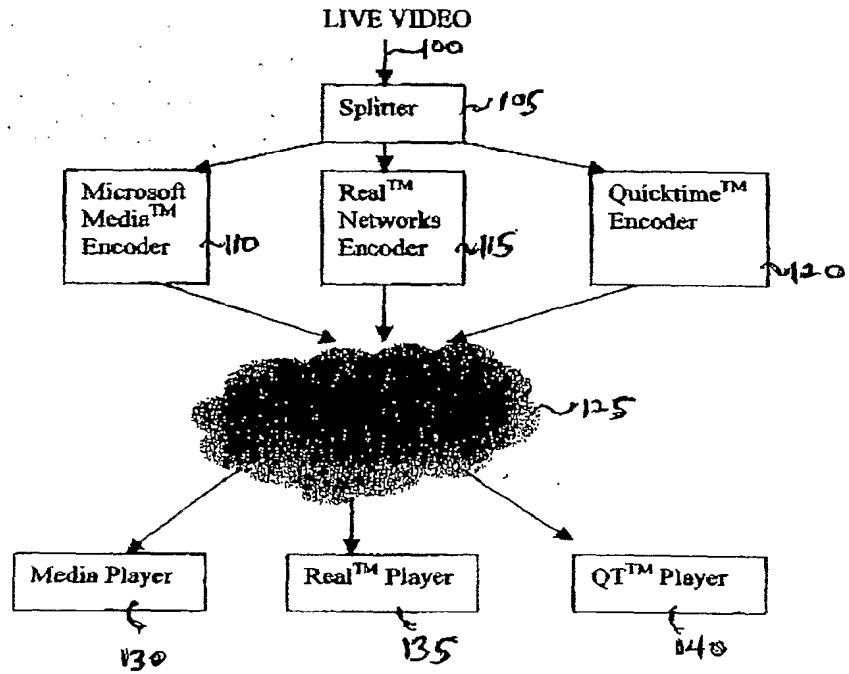 LIVE VIDEO
100
Splitter
105
Microsoft
Media™
Encoder
110
Real™
Networks
Encoder
115
Quicktime™
Encoder
120
125
Media Player
130
Real™ Player
135
QT™ Player
140